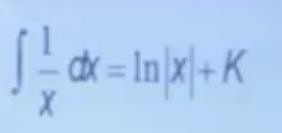 ∫ 1/x dx = ln|x| + K